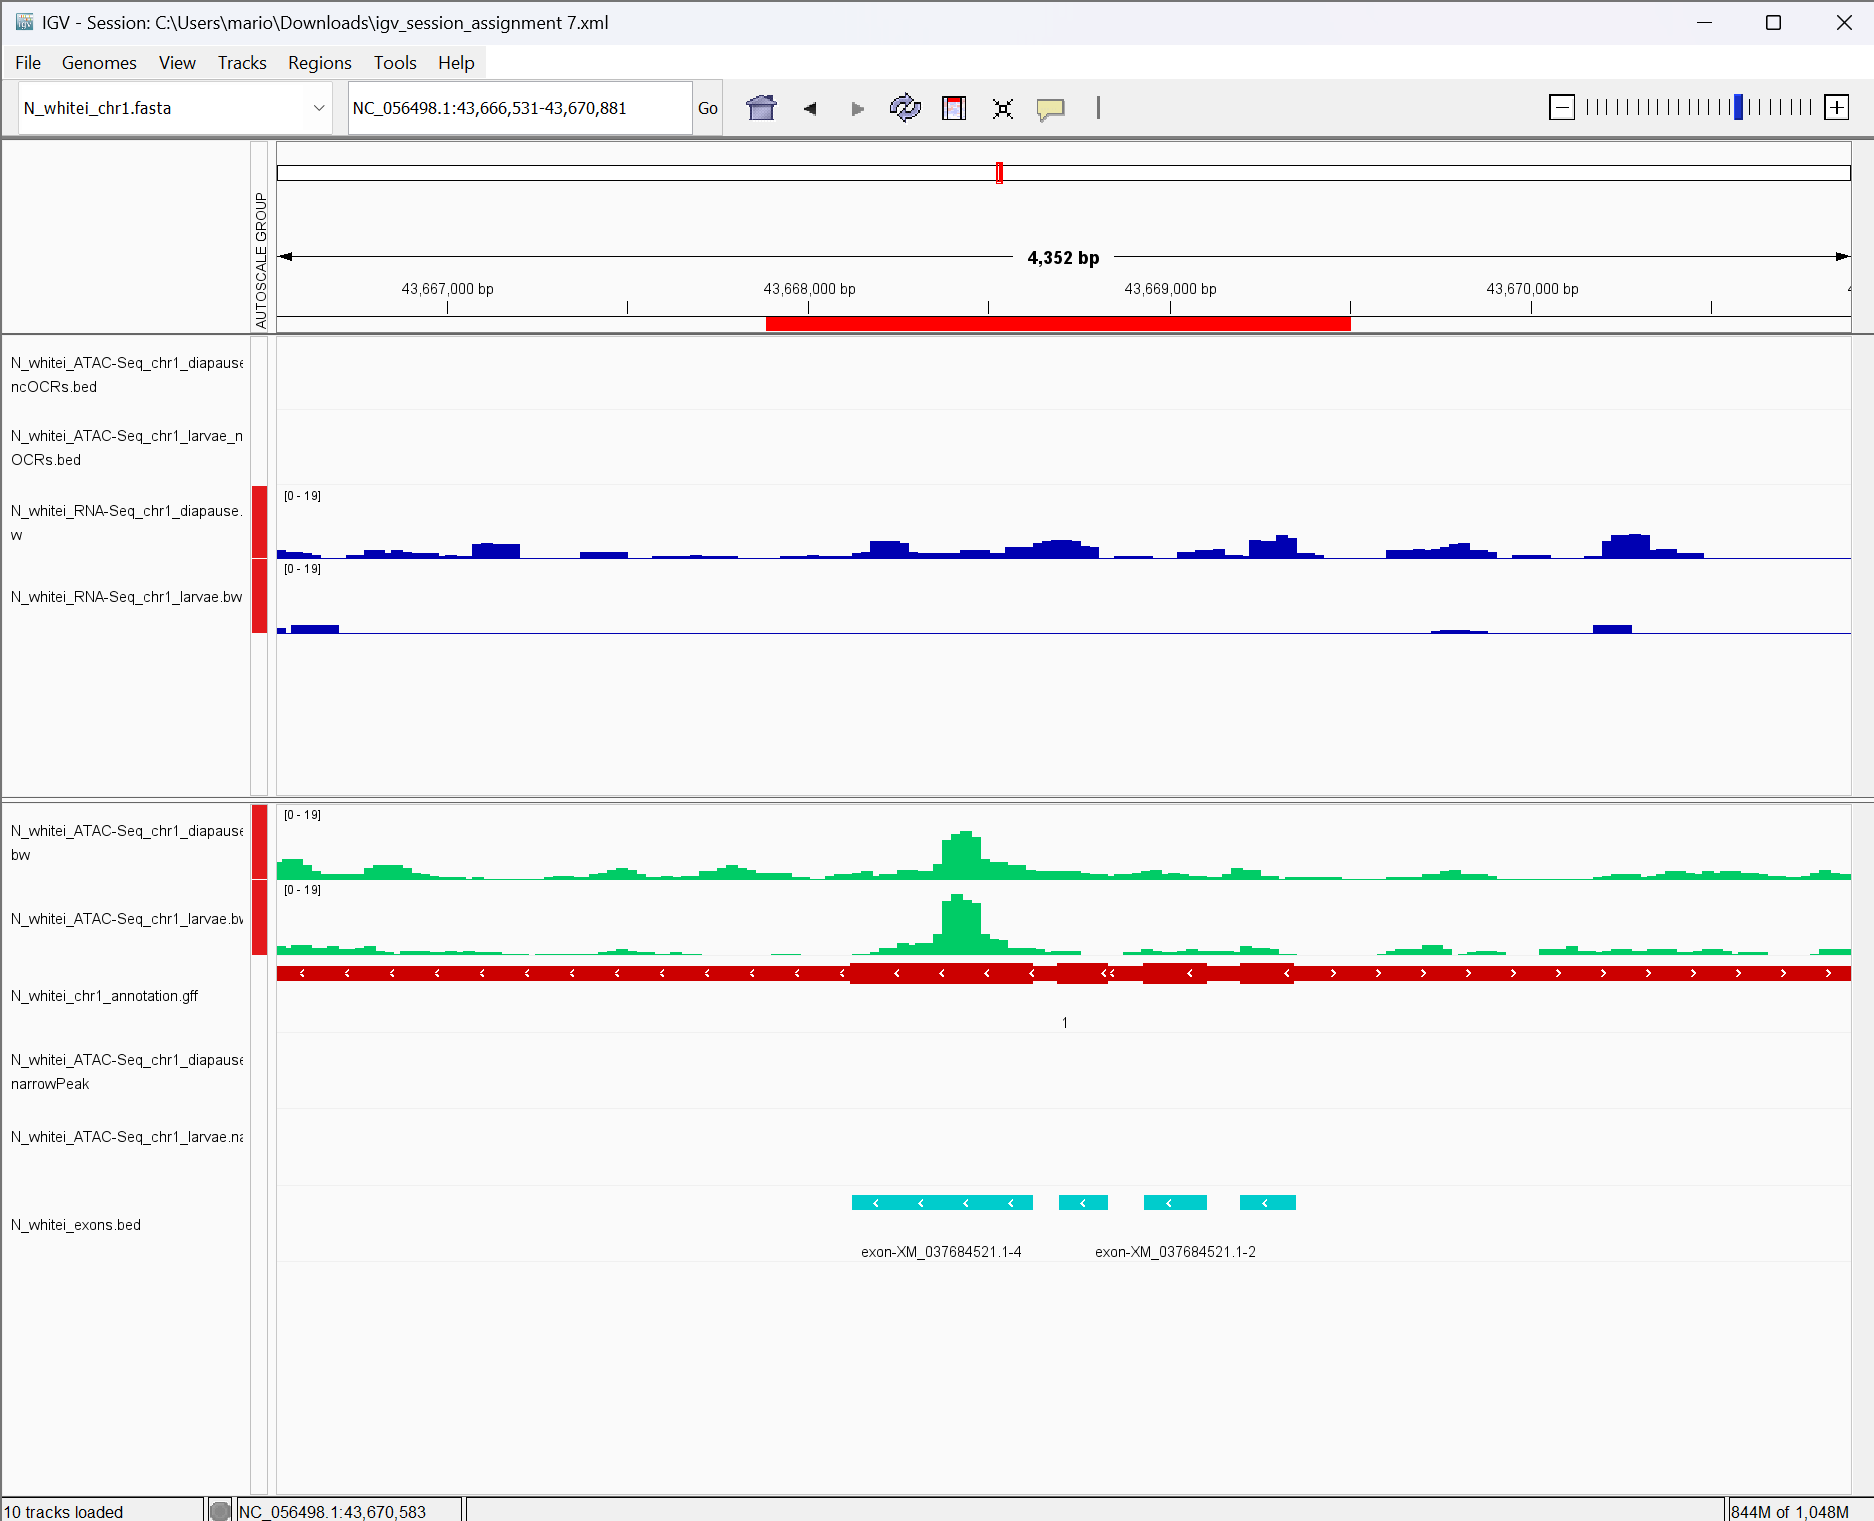 IGV - Session: C:\Users\mario\Downloads\igv_session_assignment 7.xml
File Genomes View Tracks Regions Tools Help
N_whitei_chr1.fasta NC_056498.1:43,666,531-43,670,881 Go
AUTOSCALE GROUP
4,352 bp
43,667,000 bp 43,668,000 bp 43,669,000 bp 43,670,000 bp
N_whitei_ATAC-Seq_chr1_diapause
ncOCRs.bed
N_whitei_ATAC-Seq_chr1_larvae_n
OCRs.bed
[0 - 19]
N_whitei_RNA-Seq_chr1_diapause.
w
[0 - 19]
N_whitei_RNA-Seq_chr1_larvae.bw
[0 - 19]
N_whitei_ATAC-Seq_chr1_diapause
bw
[0 - 19]
N_whitei_ATAC-Seq_chr1_larvae.bw
N_whitei_chr1_annotation.gff
1
N_whitei_ATAC-Seq_chr1_diapause
narrowPeak
N_whitei_ATAC-Seq_chr1_larvae.na
N_whitei_exons.bed
exon-XM_037684521.1-4 exon-XM_037684521.1-2
10 tracks loaded NC_056498.1:43,670,583 844M of 1,048M